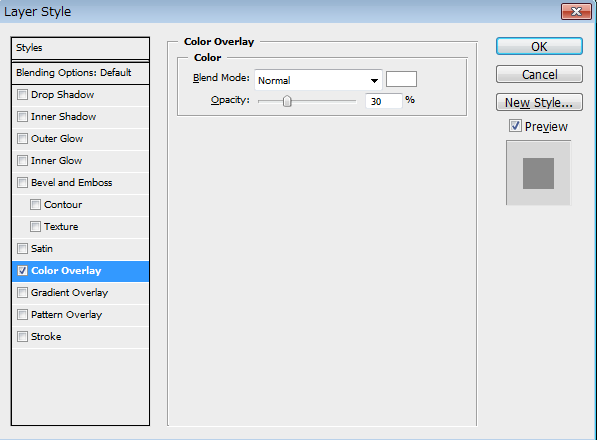 Layer Style
Styles
Blending Options: Default
Drop Shadow
Inner Shadow
Outer Glow
Inner Glow
Bevel and Emboss
Contour
Texture
Satin
Color Overlay
Gradient Overlay
Pattern Overlay
Stroke
Color Overlay
Color
Blend Mode: Normal
Opacity: 30 %
OK
Cancel
New Style...
Preview